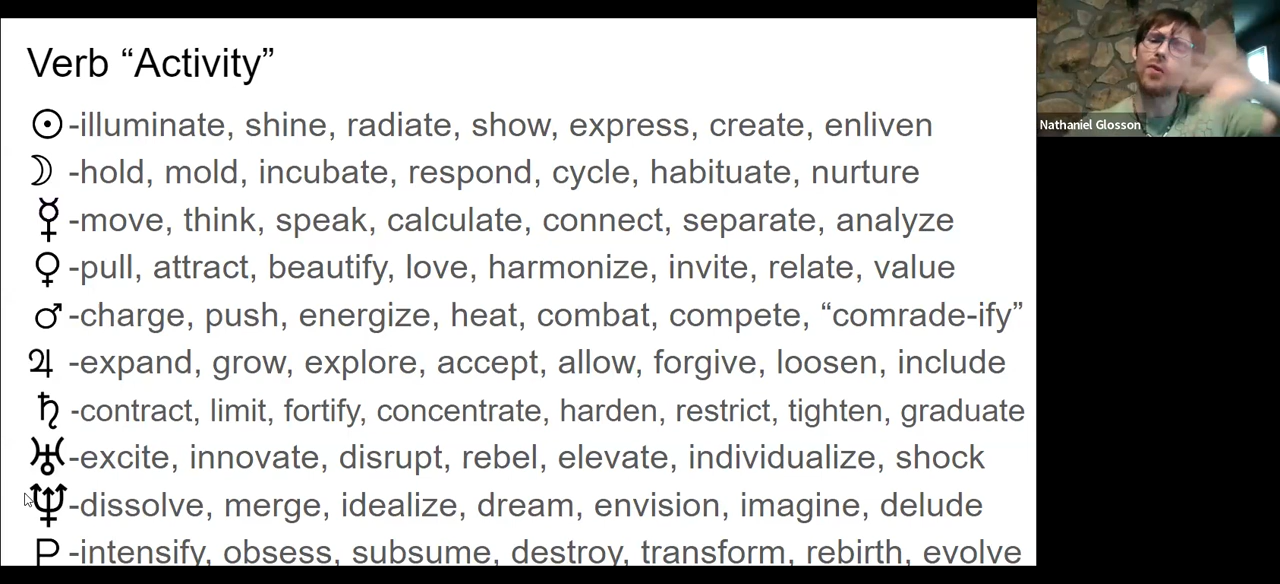 Verb “Activity”
☉-illuminate, shine, radiate, show, express, create, enliven
☽-hold, mold, incubate, respond, cycle, habituate, nurture
☿-move, think, speak, calculate, connect, separate, analyze
♀-pull, attract, beautify, love, harmonize, invite, relate, value
♂-charge, push, energize, heat, combat, compete, “comrade-ify”
♃-expand, grow, explore, accept, allow, forgive, loosen, include
♄-contract, limit, fortify, concentrate, harden, restrict, tighten, graduate
♅-excite, innovate, disrupt, rebel, elevate, individualize, shock
♆-dissolve, merge, idealize, dream, envision, imagine, delude
♇-intensify, obsess, subsume, destroy, transform, rebirth, evolve
Nathaniel Glosson